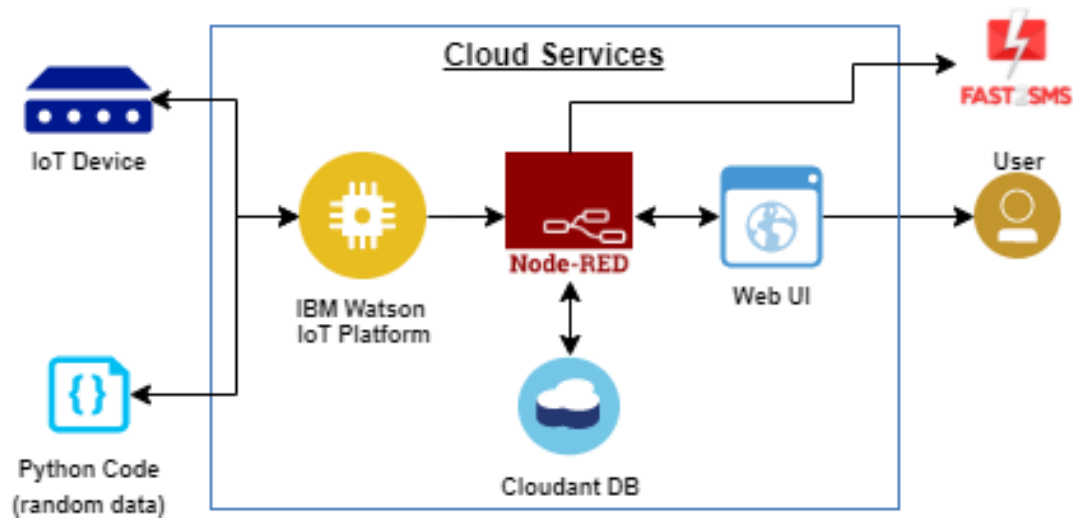 Cloud Services
FAST2SMS
IoT Device
User
Node-RED
IBM Watson
IoT Platform
Web UI
{}
Python Code
(random data)
Cloudant DB